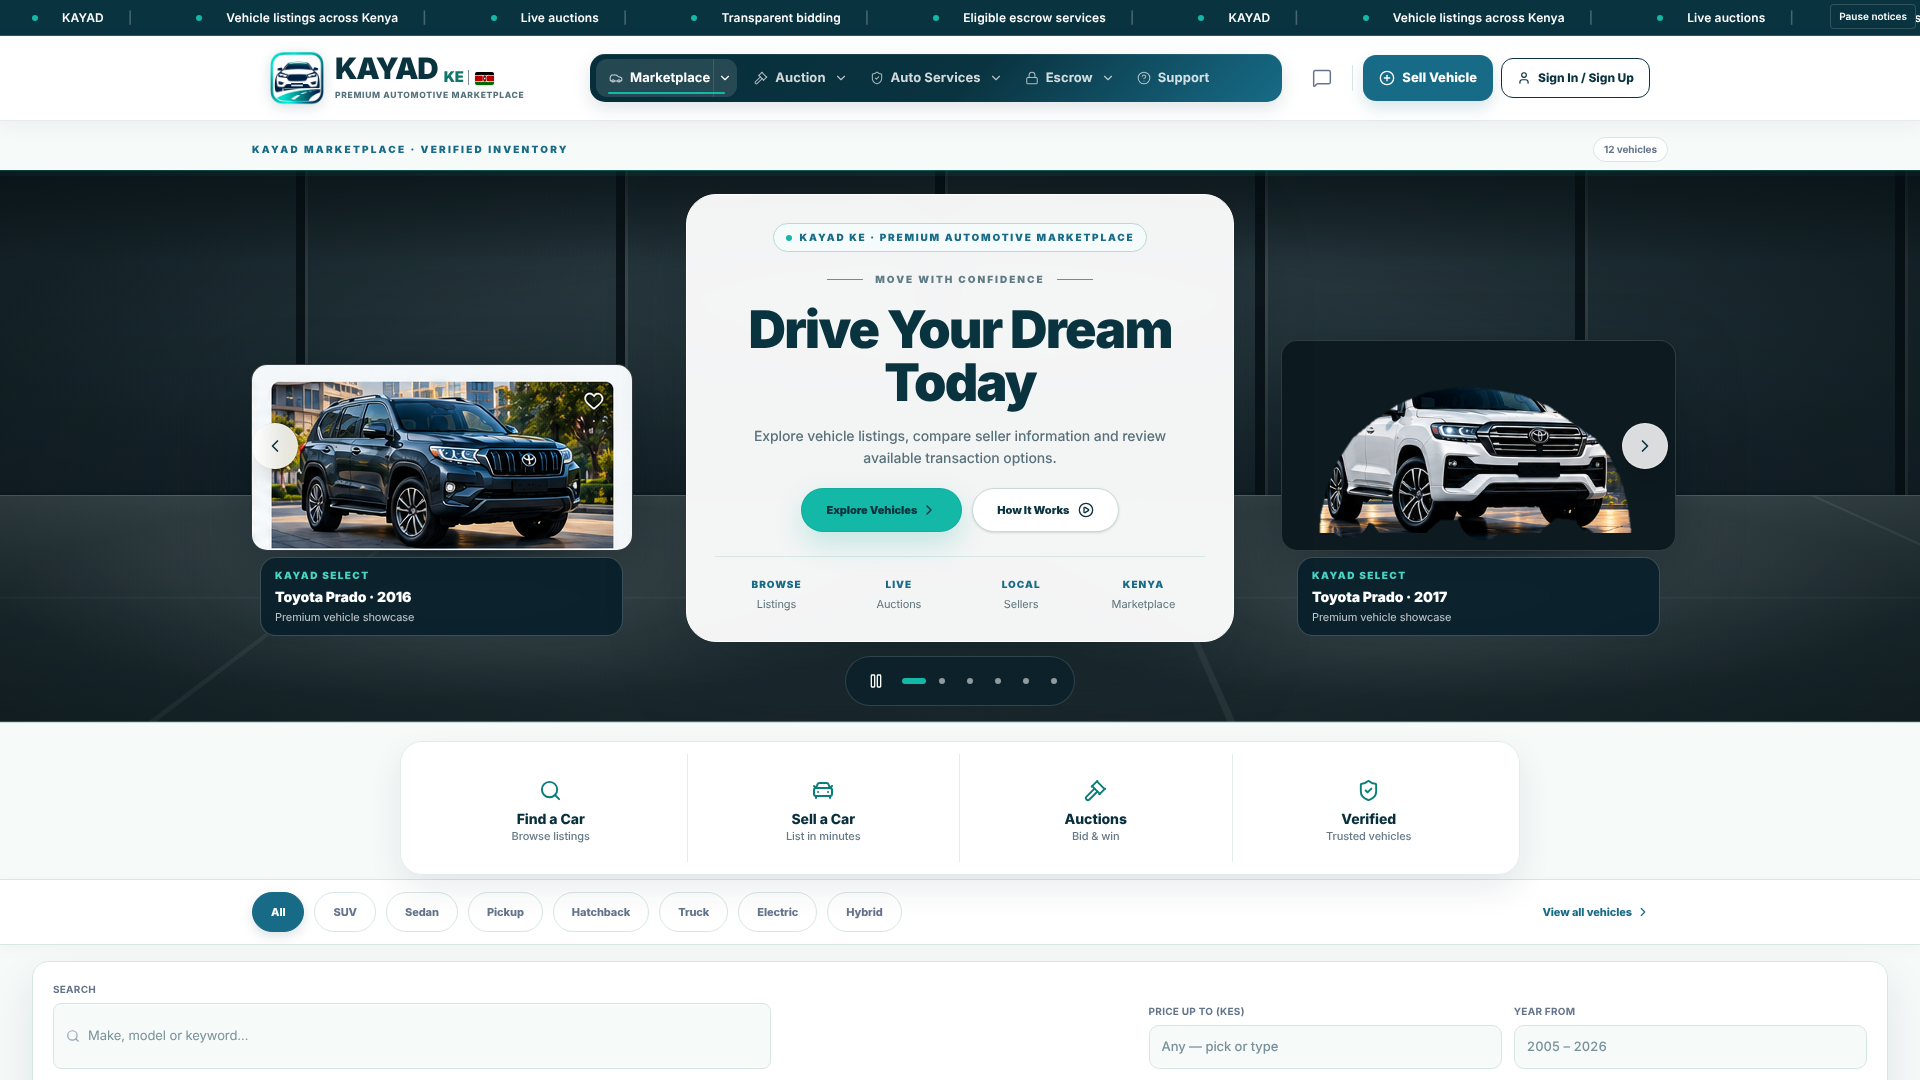 KAYAD
Vehicle listings across Kenya
Live auctions
Transparent bidding
Eligible escrow services
KAYAD
Vehicle listings across Kenya
Live auctions
Pause notices
KAYAD KE
PREMIUM AUTOMOTIVE MARKETPLACE
Marketplace
Auction
Auto Services
Escrow
Support
Sell Vehicle
Sign In / Sign Up
KAYAD MARKETPLACE · VERIFIED INVENTORY
12 vehicles
KAYAD KE · PREMIUM AUTOMOTIVE MARKETPLACE
MOVE WITH CONFIDENCE
Drive Your Dream
Today
Explore vehicle listings, compare seller information and review
available transaction options.
Explore Vehicles
How It Works
BROWSE
Listings
LIVE
Auctions
LOCAL
Sellers
KENYA
Marketplace
KAYAD SELECT
Toyota Prado · 2016
Premium vehicle showcase
KAYAD SELECT
Toyota Prado · 2017
Premium vehicle showcase
Find a Car
Browse listings
Sell a Car
List in minutes
Auctions
Bid & win
Verified
Trusted vehicles
All
SUV
Sedan
Pickup
Hatchback
Truck
Electric
Hybrid
View all vehicles
SEARCH
Make, model or keyword...
PRICE UP TO (KES)
Any — pick or type
YEAR FROM
2005 – 2026